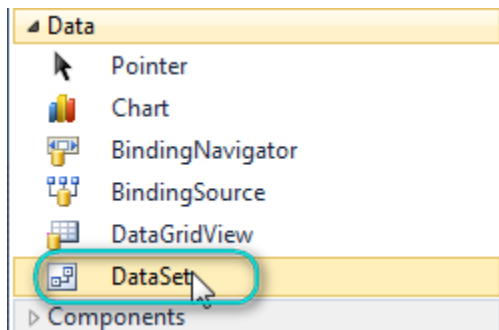 Data
Pointer
Chart
BindingNavigator
BindingSource
DataGridView
DataSet
Components